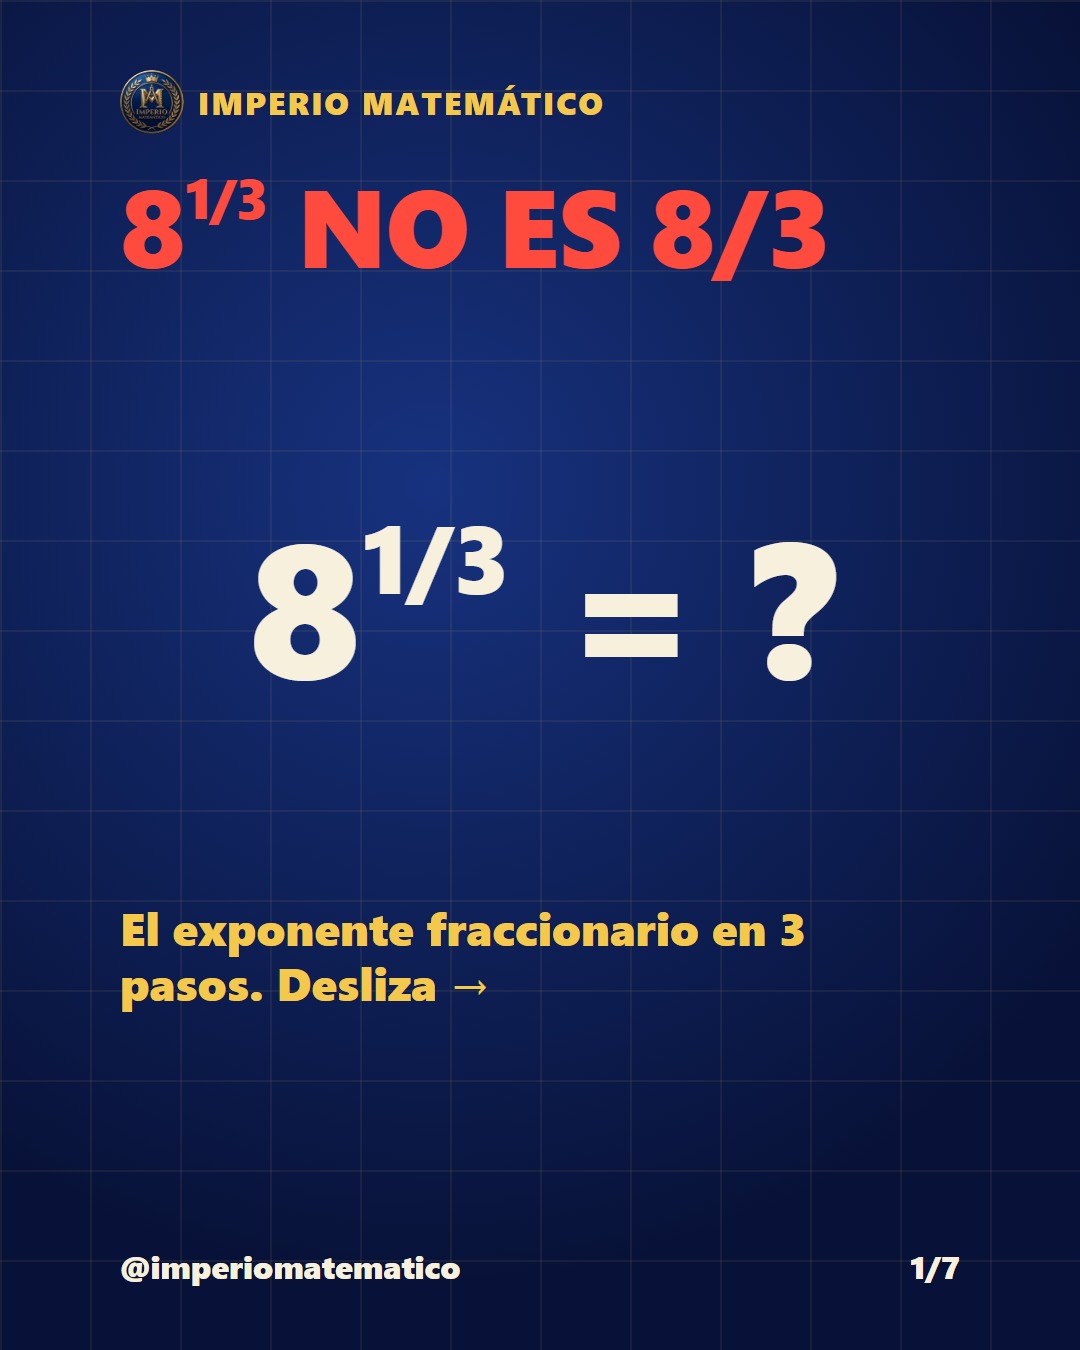 IMPERIO MATEMÁTICO
8^1/3 NO ES 8/3
8^1/3 = ?
El exponente fraccionario en 3
pasos. Desliza →
@imperiomatematico
1/7